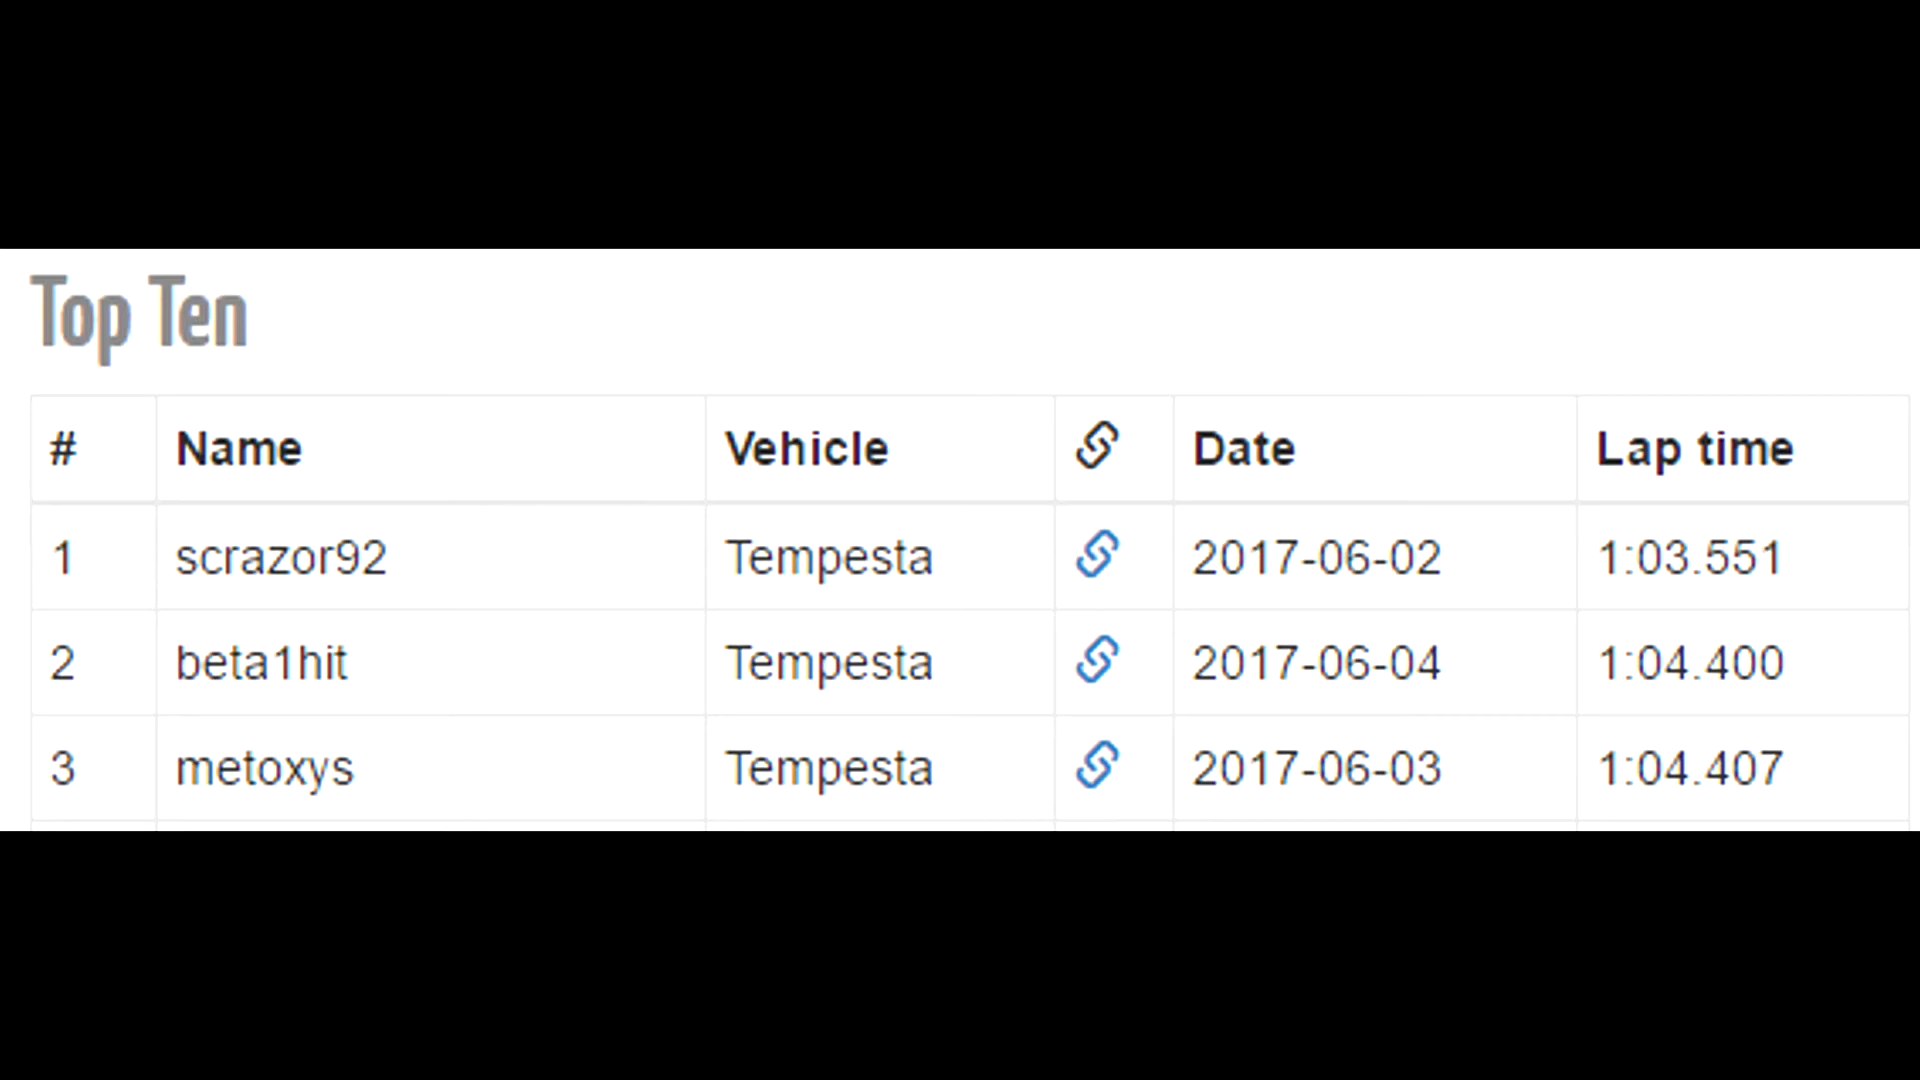 Top Ten
# Name Vehicle Date Lap time
1 scrazor92 Tempesta 2017-06-02 1:03.551
2 beta1hit Tempesta 2017-06-04 1:04.400
3 metoxys Tempesta 2017-06-03 1:04.407